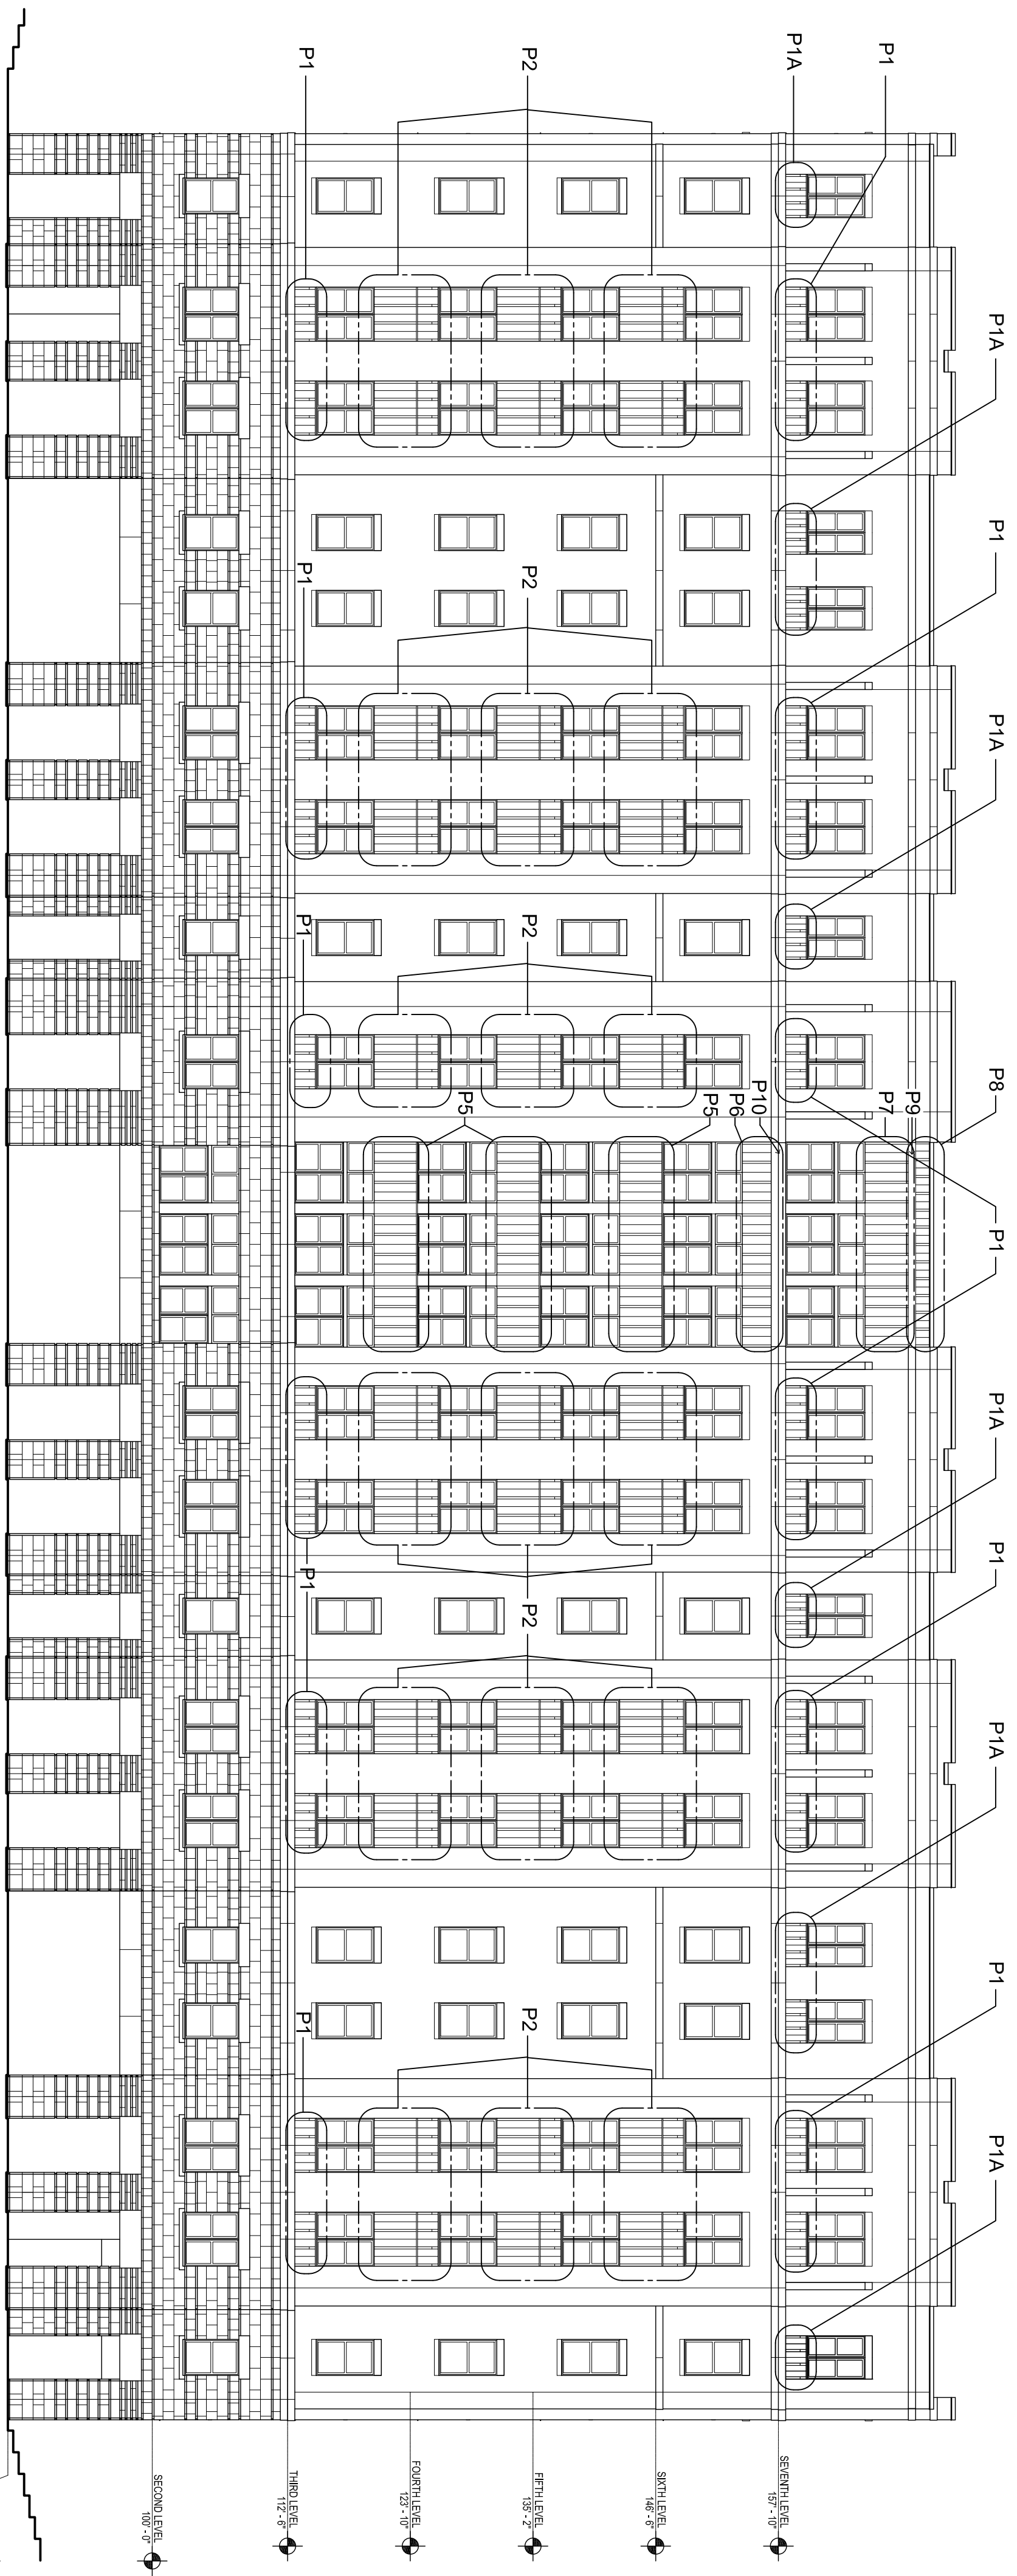 P1A
P1
P1A
P8
P1
P1A
P1
P1A
P1
P1A
P9
P1
P7
P1A
SEVENTH LEVEL
157' - 10"
P10
P6
P5
SIXTH LEVEL
146' - 6"
P2
P2
P2
P2
P2
FIFTH LEVEL
135' - 2"
P5
FOURTH LEVEL
123' - 10"
P1
P1
P1
P1
P1
THIRD LEVEL
112' - 6"
SECOND LEVEL
100' - 0"